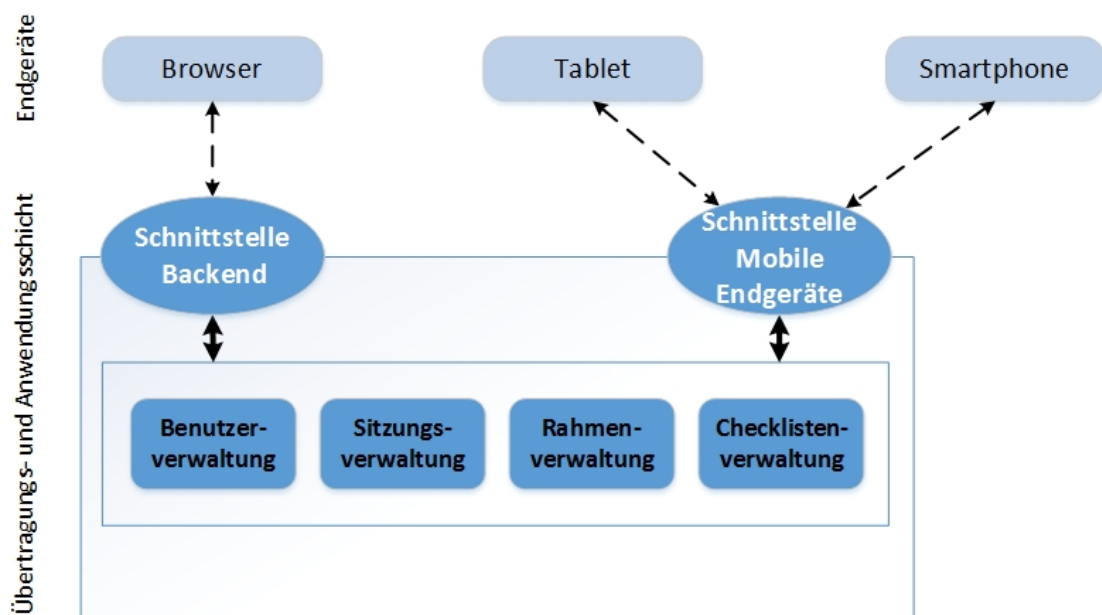 Endgeräte
Browser
Tablet
Smartphone
Übertragungs- und Anwendungsschicht
Schnittstelle
Backend
Schnittstelle
Mobile
Endgeräte
Benutzer-
verwaltung
Sitzungs-
verwaltung
Rahmen-
verwaltung
Checklisten-
verwaltung